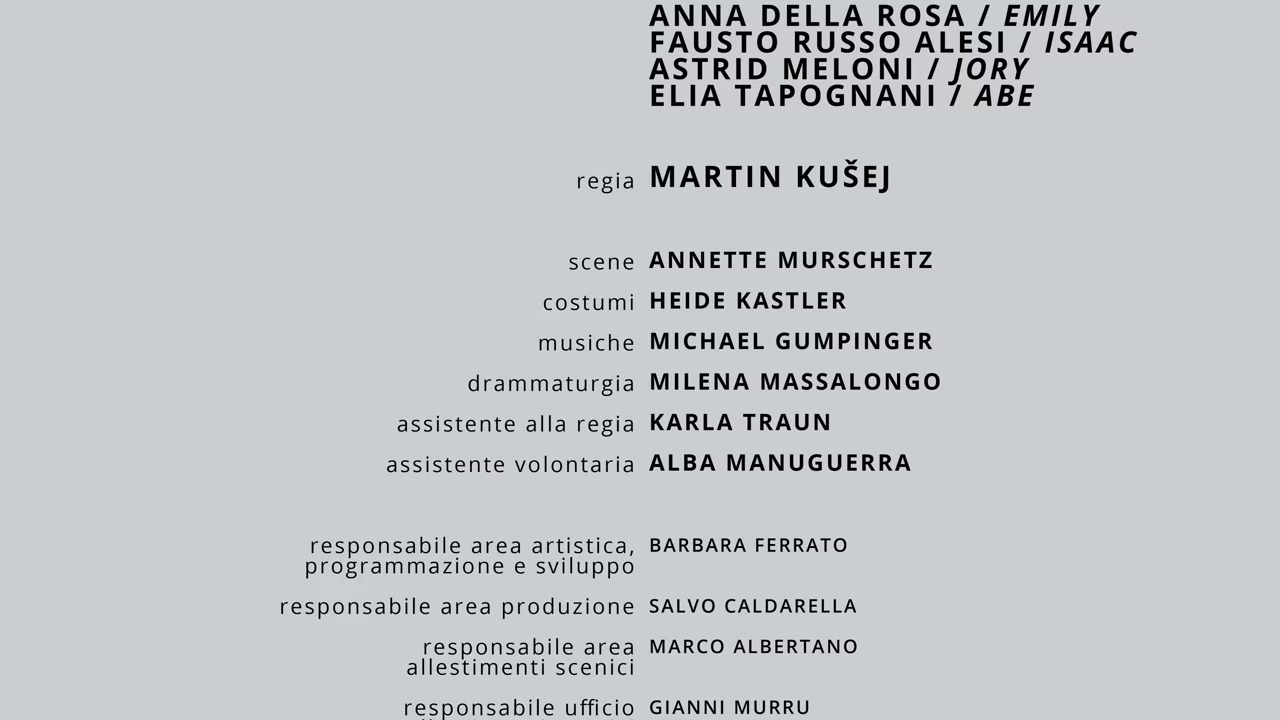 ANNA DELLA ROSA / EMILY
FAUSTO RUSSO ALESI / ISAAC
ASTRID MELONI / JORY
ELIA TAPOGNANI / ABE
regia MARTIN KUŠEJ
scene ANNETTE MURSCHETZ
costumi HEIDE KASTLER
musiche MICHAEL GUMPINGER
drammaturgia MILENA MASSALONGO
assistente alla regia KARLA TRAUN
assistente volontaria ALBA MANUGUERRA
responsabile area artistica, BARBARA FERRATO
programmazione e sviluppo
responsabile area produzione SALVO CALDARELLA
responsabile area MARCO ALBERTANO
allestimenti scenici
responsabile ufficio GIANNI MURRU